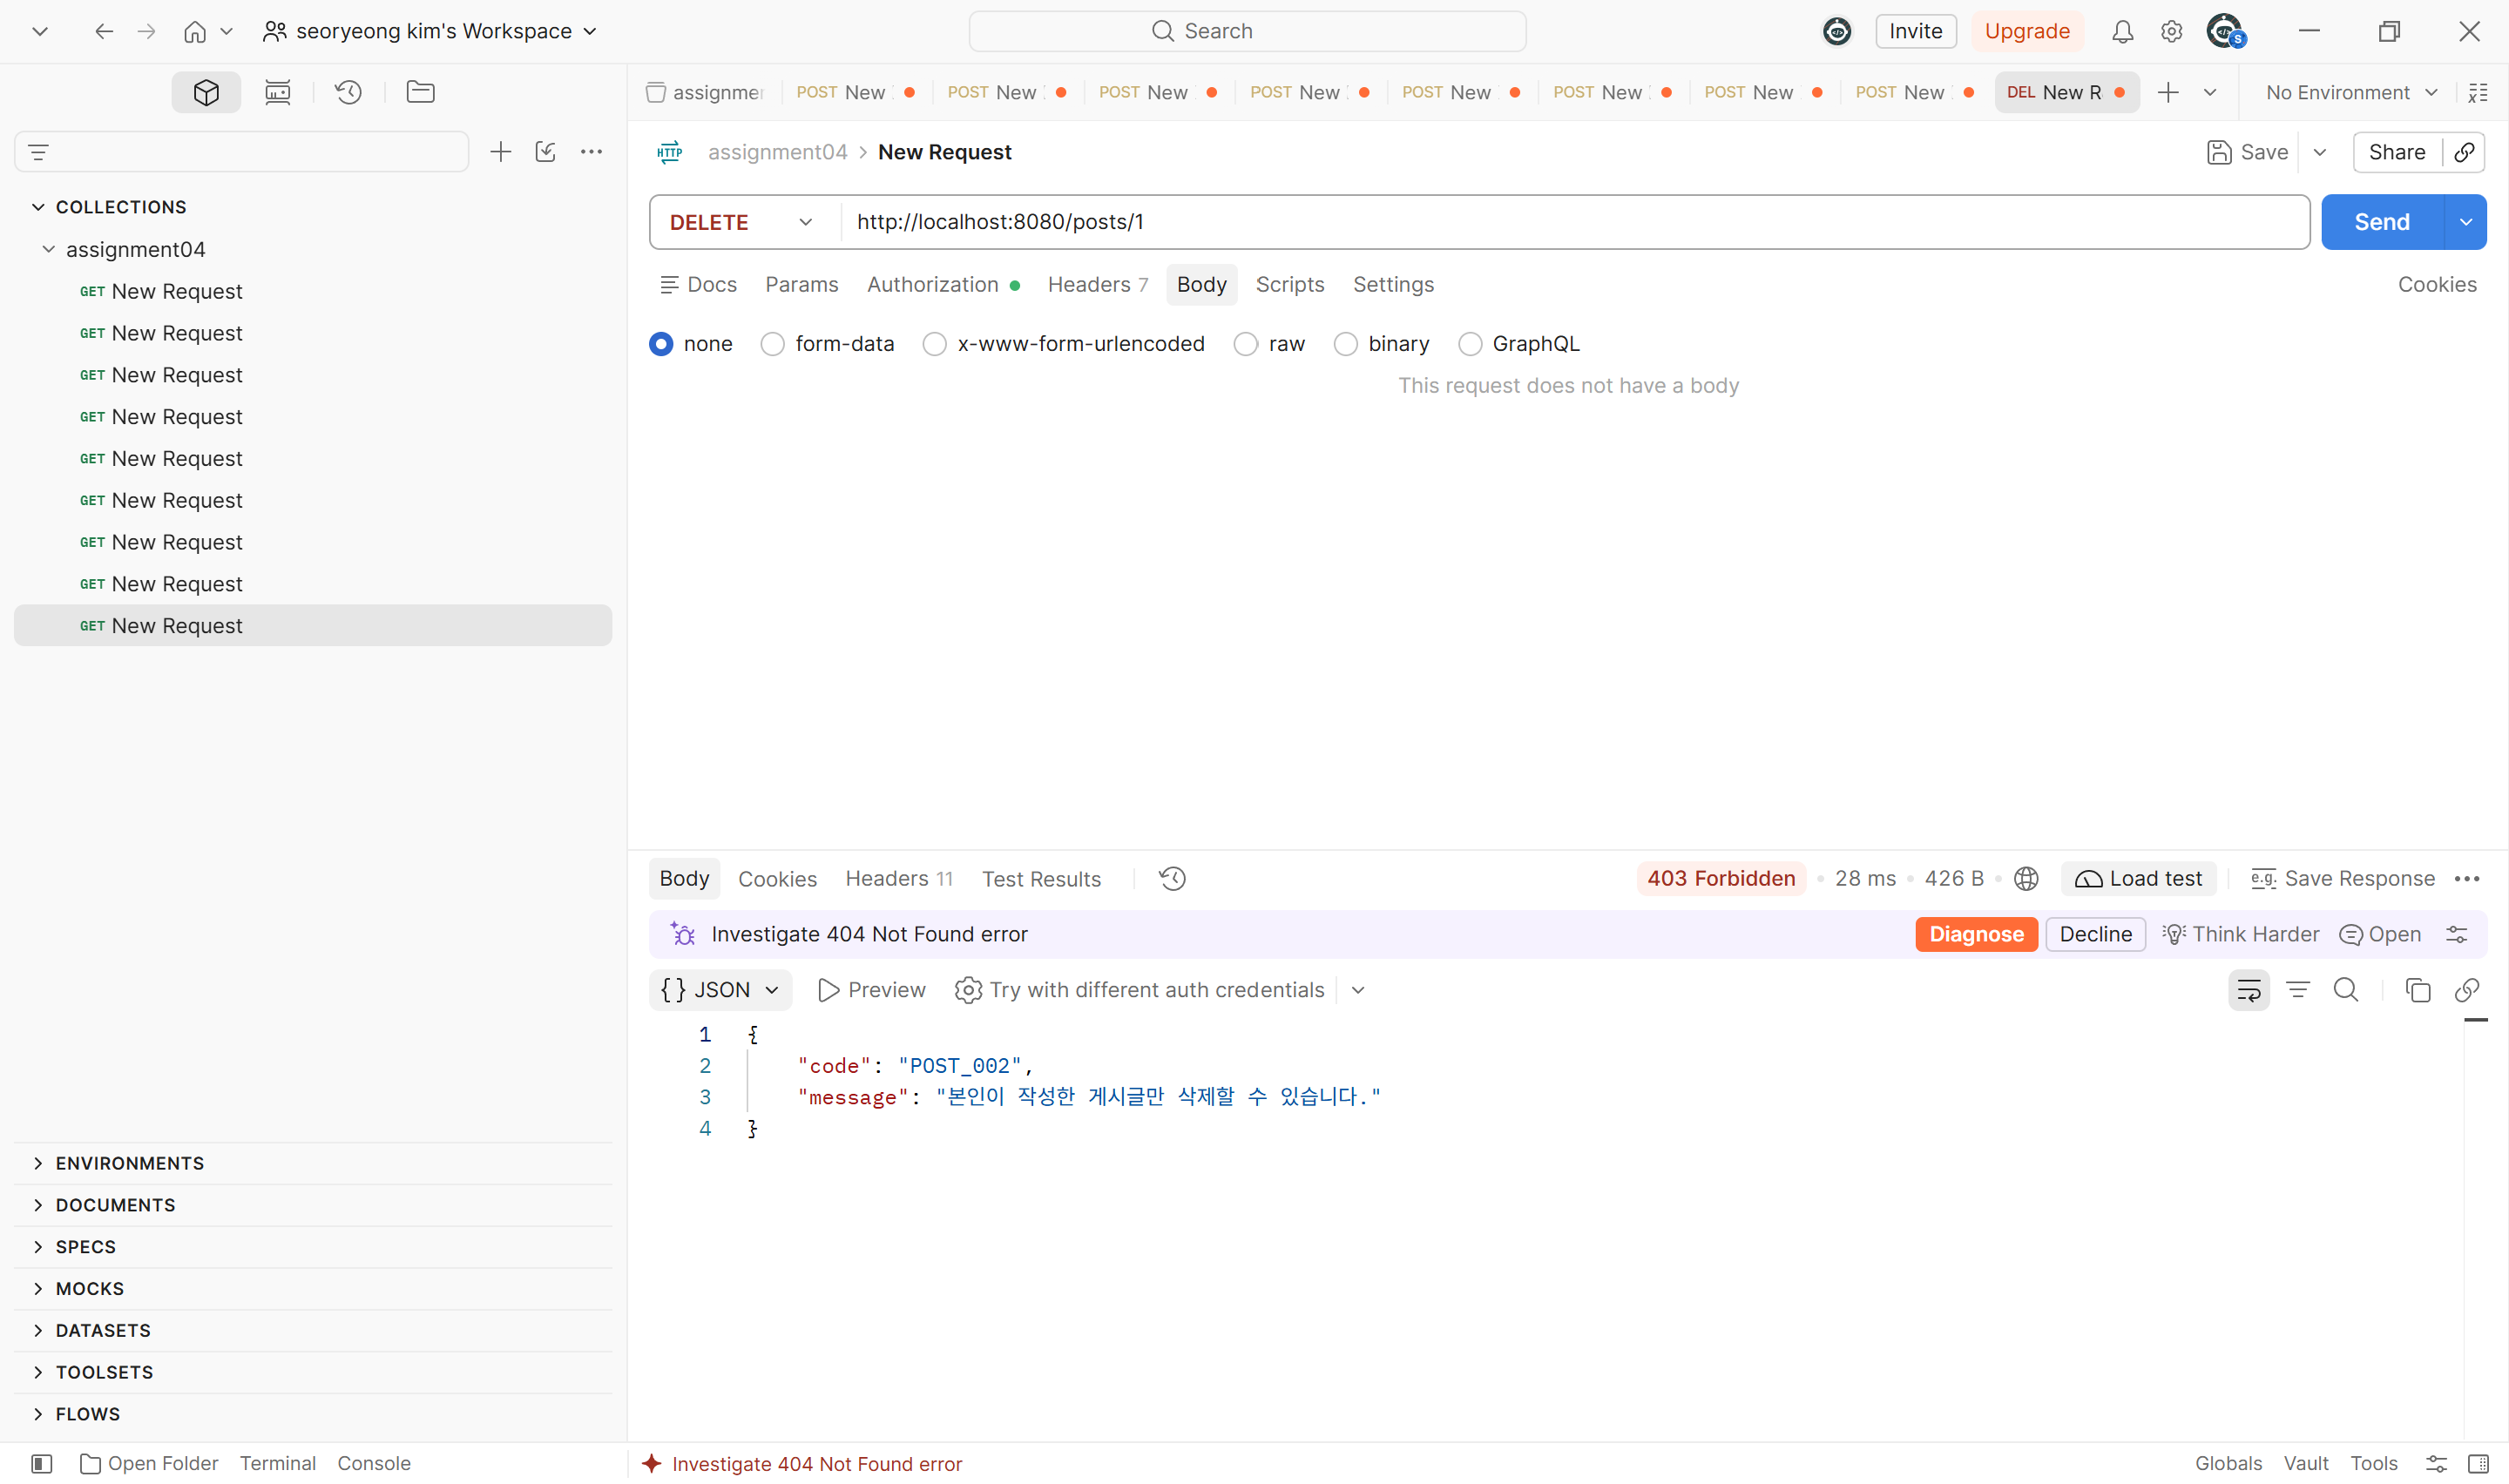 seoryeong kim's Workspace
Search
Invite
Upgrade
assignmer
POST New
POST New
POST New
POST New
POST New
POST New
POST New
POST New
DEL New R
No Environment
COLLECTIONS
assignment04
GET New Request
GET New Request
GET New Request
GET New Request
GET New Request
GET New Request
GET New Request
GET New Request
GET New Request
ENVIRONMENTS
DOCUMENTS
SPECS
MOCKS
DATASETS
TOOLSETS
FLOWS
HTTP assignment04 > New Request
Save
Share
DELETE http://localhost:8080/posts/1
Send
Docs Params Authorization Headers 7 Body Scripts Settings
Cookies
none form-data x-www-form-urlencoded raw binary GraphQL
This request does not have a body
Body Cookies Headers 11 Test Results
403 Forbidden • 28 ms • 426 B
Load test
e.g. Save Response
Investigate 404 Not Found error
Diagnose Decline Think Harder Open
{ } JSON Preview Try with different auth credentials
1 {
2 "code": "POST_002",
3 "message": "본인이 작성한 게시글만 삭제할 수 있습니다."
4 }
Open Folder Terminal Console
Investigate 404 Not Found error
Globals Vault Tools